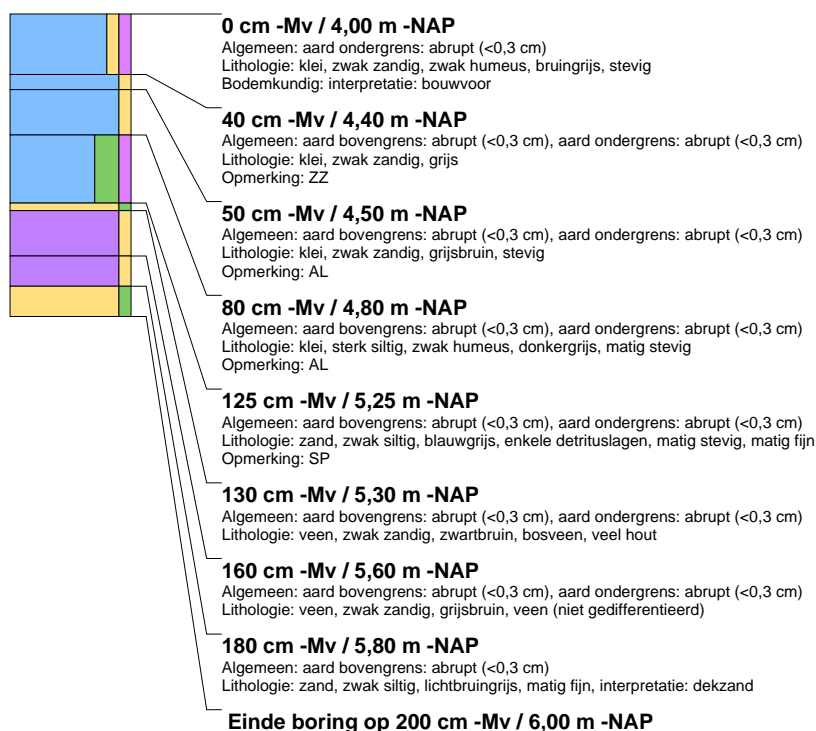 0 cm -Mv / 4,00 m -NAP
Algemeen: aard ondergrens: abrupt (<0,3 cm)
Lithologie: klei, zwak zandig, zwak humeus, bruingrijs, stevig
Bodemkundig: interpretatie: bouwvoor
40 cm -Mv / 4,40 m -NAP
Algemeen: aard bovengrens: abrupt (<0,3 cm), aard ondergrens: abrupt (<0,3 cm)
Lithologie: klei, zwak zandig, grijs
Opmerking: ZZ
50 cm -Mv / 4,50 m -NAP
Algemeen: aard bovengrens: abrupt (<0,3 cm), aard ondergrens: abrupt (<0,3 cm)
Lithologie: klei, zwak zandig, grijsbruin, stevig
Opmerking: AL
80 cm -Mv / 4,80 m -NAP
Algemeen: aard bovengrens: abrupt (<0,3 cm), aard ondergrens: abrupt (<0,3 cm)
Lithologie: klei, sterk siltig, zwak humeus, donkergrijs, matig stevig
Opmerking: AL
125 cm -Mv / 5,25 m -NAP
Algemeen: aard bovengrens: abrupt (<0,3 cm), aard ondergrens: abrupt (<0,3 cm)
Lithologie: zand, zwak siltig, blauwgrijs, enkele detrituslagen, matig stevig, matig fijn
Opmerking: SP
130 cm -Mv / 5,30 m -NAP
Algemeen: aard bovengrens: abrupt (<0,3 cm), aard ondergrens: abrupt (<0,3 cm)
Lithologie: veen, zwak zandig, zwartbruin, bosveen, veel hout
160 cm -Mv / 5,60 m -NAP
Algemeen: aard bovengrens: abrupt (<0,3 cm), aard ondergrens: abrupt (<0,3 cm)
Lithologie: veen, zwak zandig, grijsbruin, veen (niet gedifferentieerd)
180 cm -Mv / 5,80 m -NAP
Algemeen: aard bovengrens: abrupt (<0,3 cm)
Lithologie: zand, zwak siltig, lichtbruingrijs, matig fijn, interpretatie: dekzand
Einde boring op 200 cm -Mv / 6,00 m -NAP